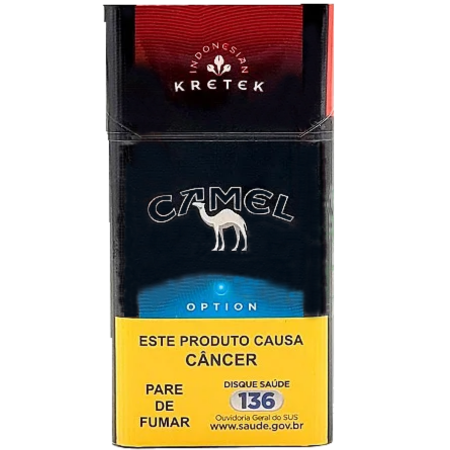 INDONESIAN
KRETEK
CAMEL
OPTION
ESTE PRODUTO CAUSA
CÂNCER
PARE
DE
FUMAR
DISQUE SAÚDE
136
Ouvidoria Geral do SUS
www.saude.gov.br